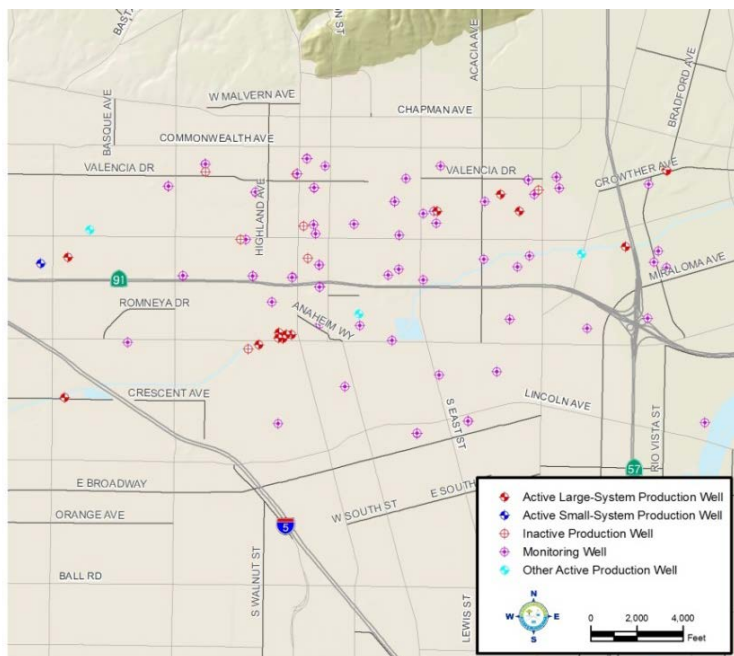 BAST
N ST
ACACIA AVE
BRADFORD AVE
W MALVERN AVE
CHAPMAN AVE
BASQUE AVE
COMMONWEALTH AVE
VALENCIA DR
VALENCIA DR
CROWTHER AVE
HIGHLAND AVE
91
MIRALOMA AVE
ROMNEYA DR
ANAHEIM WY
CRESCENT AVE
LINCOLN AVE
S EAST ST
RIO VISTA ST
57
E BROADWAY
E SOUTH
W SOUTH ST
ORANGE AVE
5
BALL RD
S WALNUT ST
LEWIS ST
Active Large-System Production Well
Active Small-System Production Well
Inactive Production Well
Monitoring Well
Other Active Production Well
N
W E
S
0 2,000 4,000
Feet